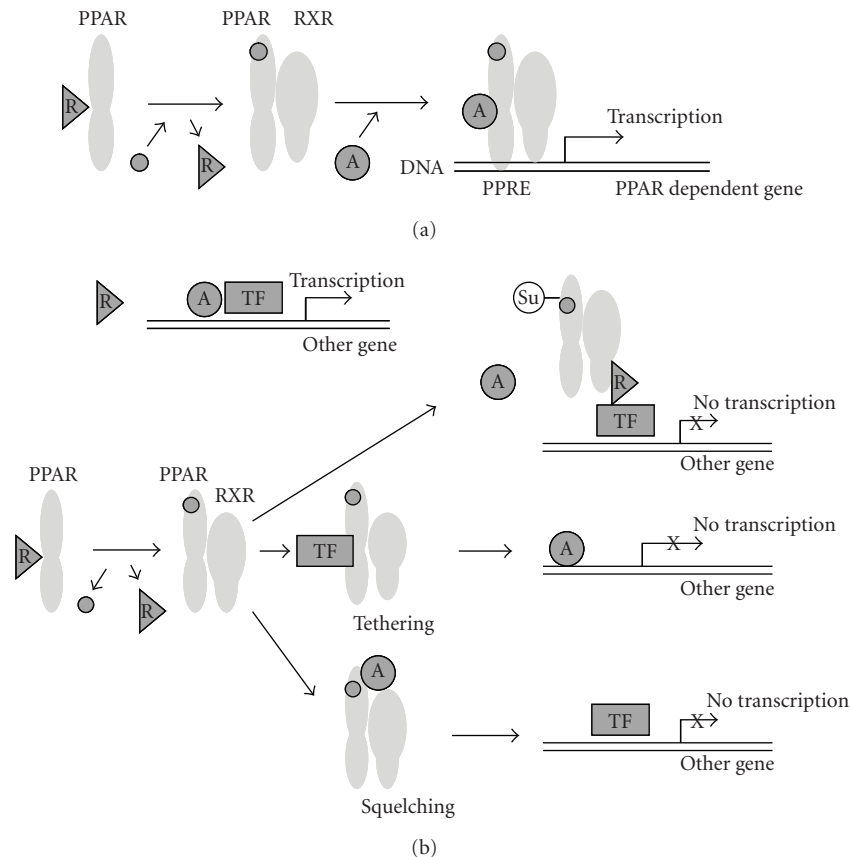 PPAR
PPAR RXR
R
A
R
A
Transcription
DNA
PPRE
PPAR dependent gene
(a)
R
A
TF
Transcription
Other gene
Su
A
R
TF
No transcription
X
Other gene
PPAR
R
R
PPAR
RXR
TF
Tethering
A
No transcription
X
Other gene
A
Squelching
TF
No transcription
X
Other gene
(b)